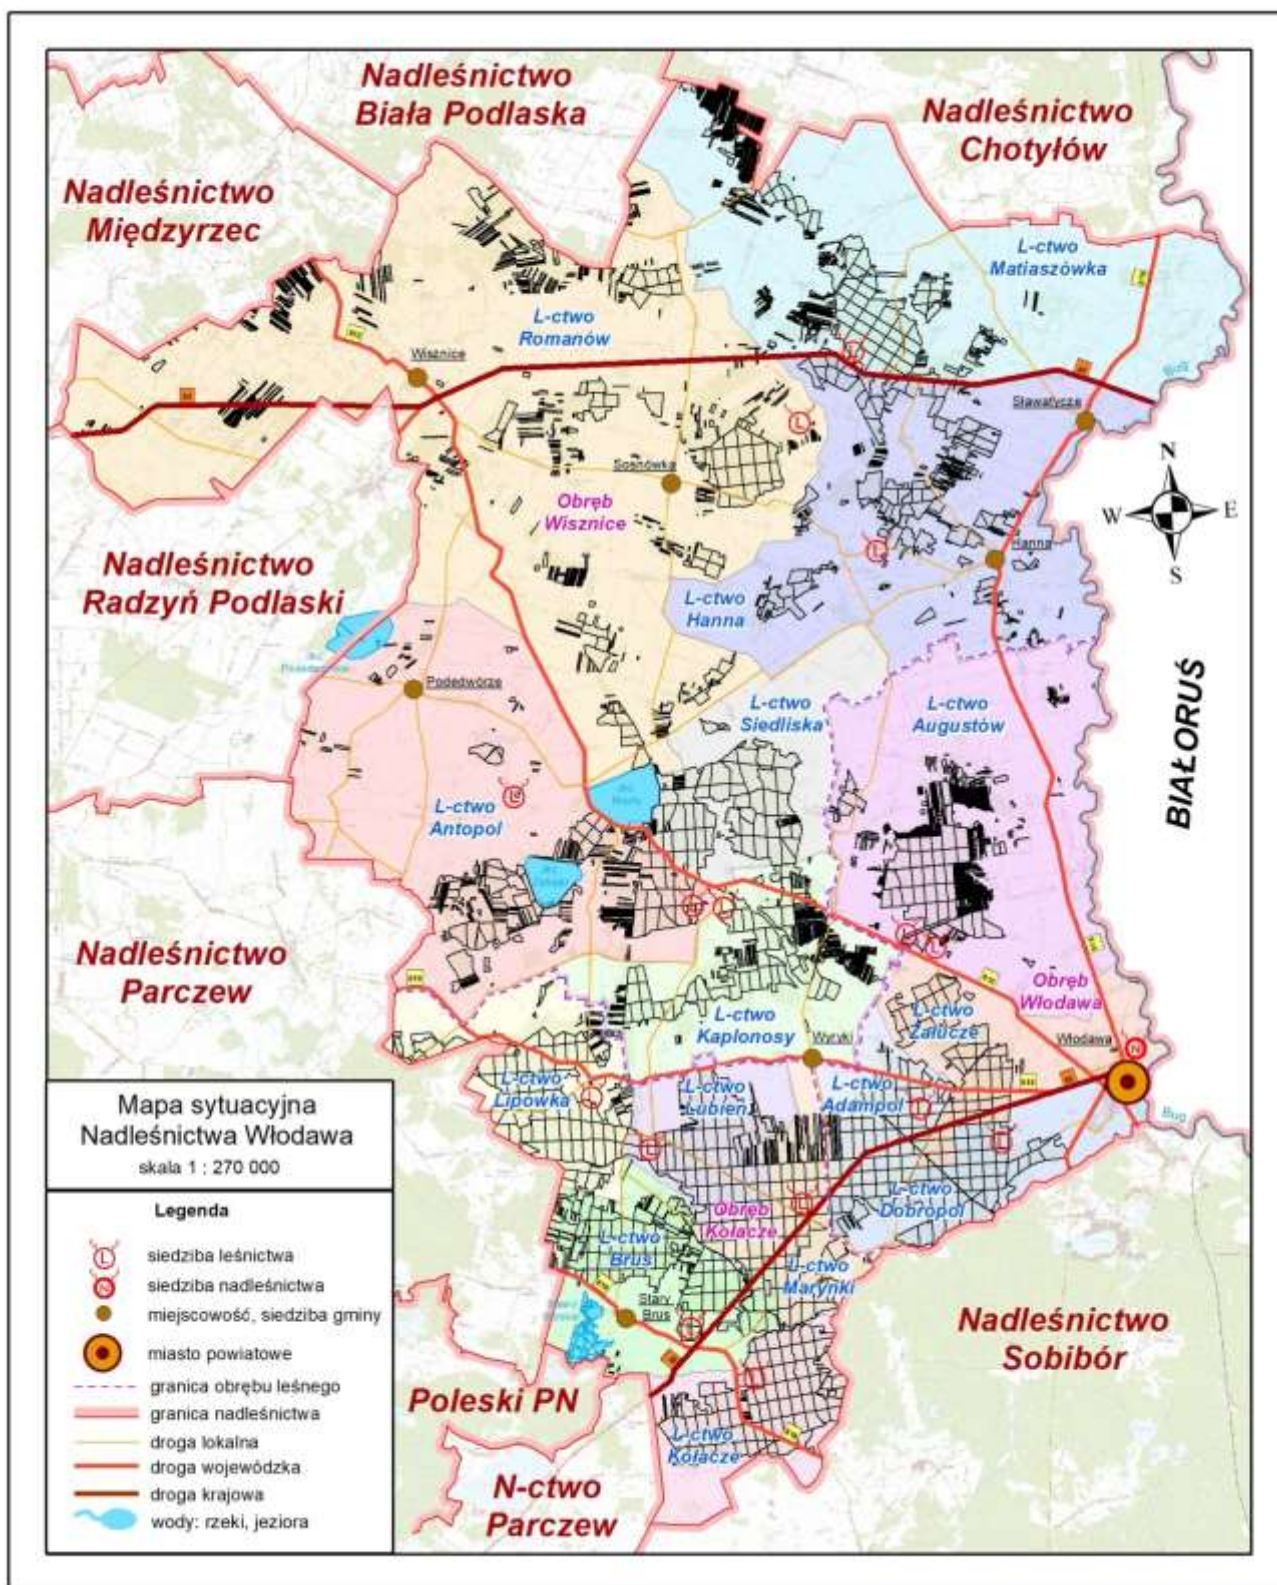 Nadleśnictwo
Biała Podlaska
Nadleśnictwo
Chotyłów
Nadleśnictwo
Międzyrzec
L-ctwo
Matiaszówka
L-ctwo
Romanów
Wisznice
Bug
Sławatycze
N
W
E
S
Sosnówka
Obręb
Wisznice
Nadleśnictwo
Radzyń Podlaski
Hanna
L-ctwo
Hanna
Podedwórze
L-ctwo
Siedliska
L-ctwo
Augustów
BIAŁORUŚ
L-ctwo
Antopol
Nadleśnictwo
Parczew
Obręb
Włodawa
L-ctwo
Kaplonosy
Wyryki
L-ctwo
Załucze
Włodawa
N
L-ctwo
Lipówka
L-ctwo
Lubień
L-ctwo
Adampol
Bug
L-ctwo
Dobropol
Obręb
Kołacze
L-ctwo
Brus
L-ctwo
Marynki
Stary
Brus
Nadleśnictwo
Sobibór
Poleski PN
L-ctwo
Kołacze
N-ctwo
Parczew
Mapa sytuacyjna
Nadleśnictwa Włodawa
skala 1 : 270 000
Legenda
L siedziba leśnictwa
N siedziba nadleśnictwa
miejscowość, siedziba gminy
miasto powiatowe
granica obrębu leśnego
granica nadleśnictwa
droga lokalna
droga wojewódzka
droga krajowa
wody: rzeki, jeziora